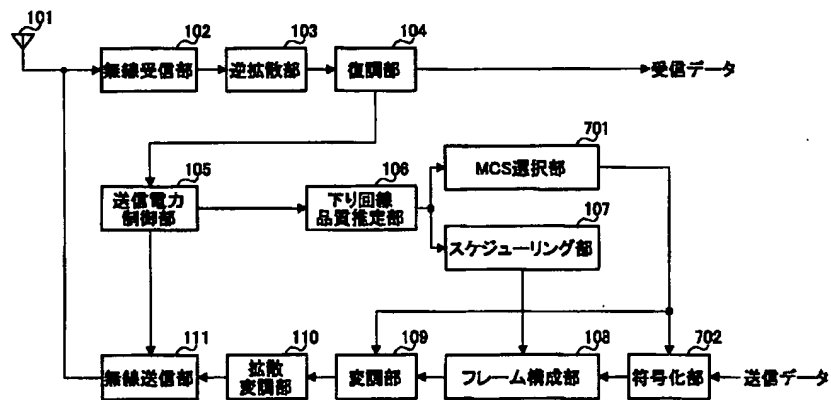 101
102
無線受信部
103
逆拡散部
104
復調部
受信データ
105
送信電力
制御部
106
下り回線
品質推定部
701
MCS選択部
107
スケジューリング部
111
無線送信部
110
拡散
変調部
109
変調部
108
フレーム構成部
702
符号化部
送信データ